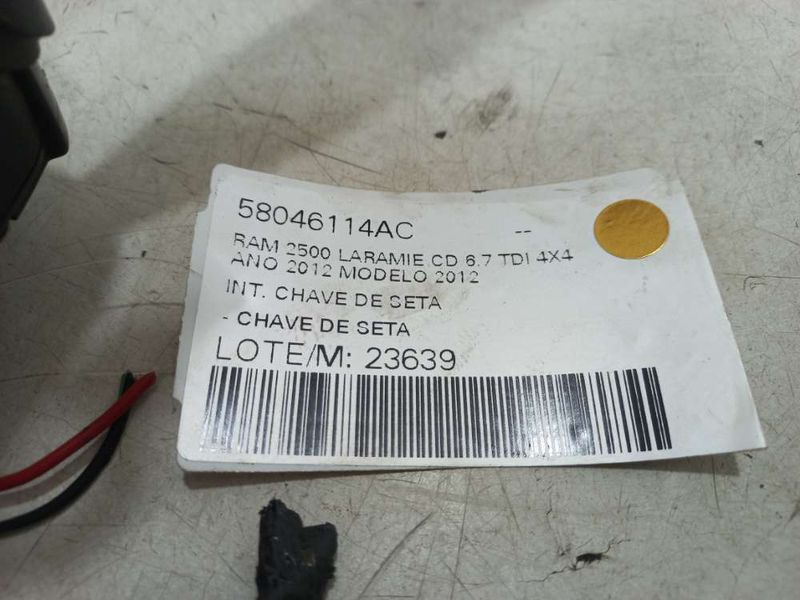 58046114AC --
RAM 2500 LARAMIE CD 6.7 TDI 4X4
ANO 2012 MODELO 2012
INT. CHAVE DE SETA
- CHAVE DE SETA
LOTE/M: 23639